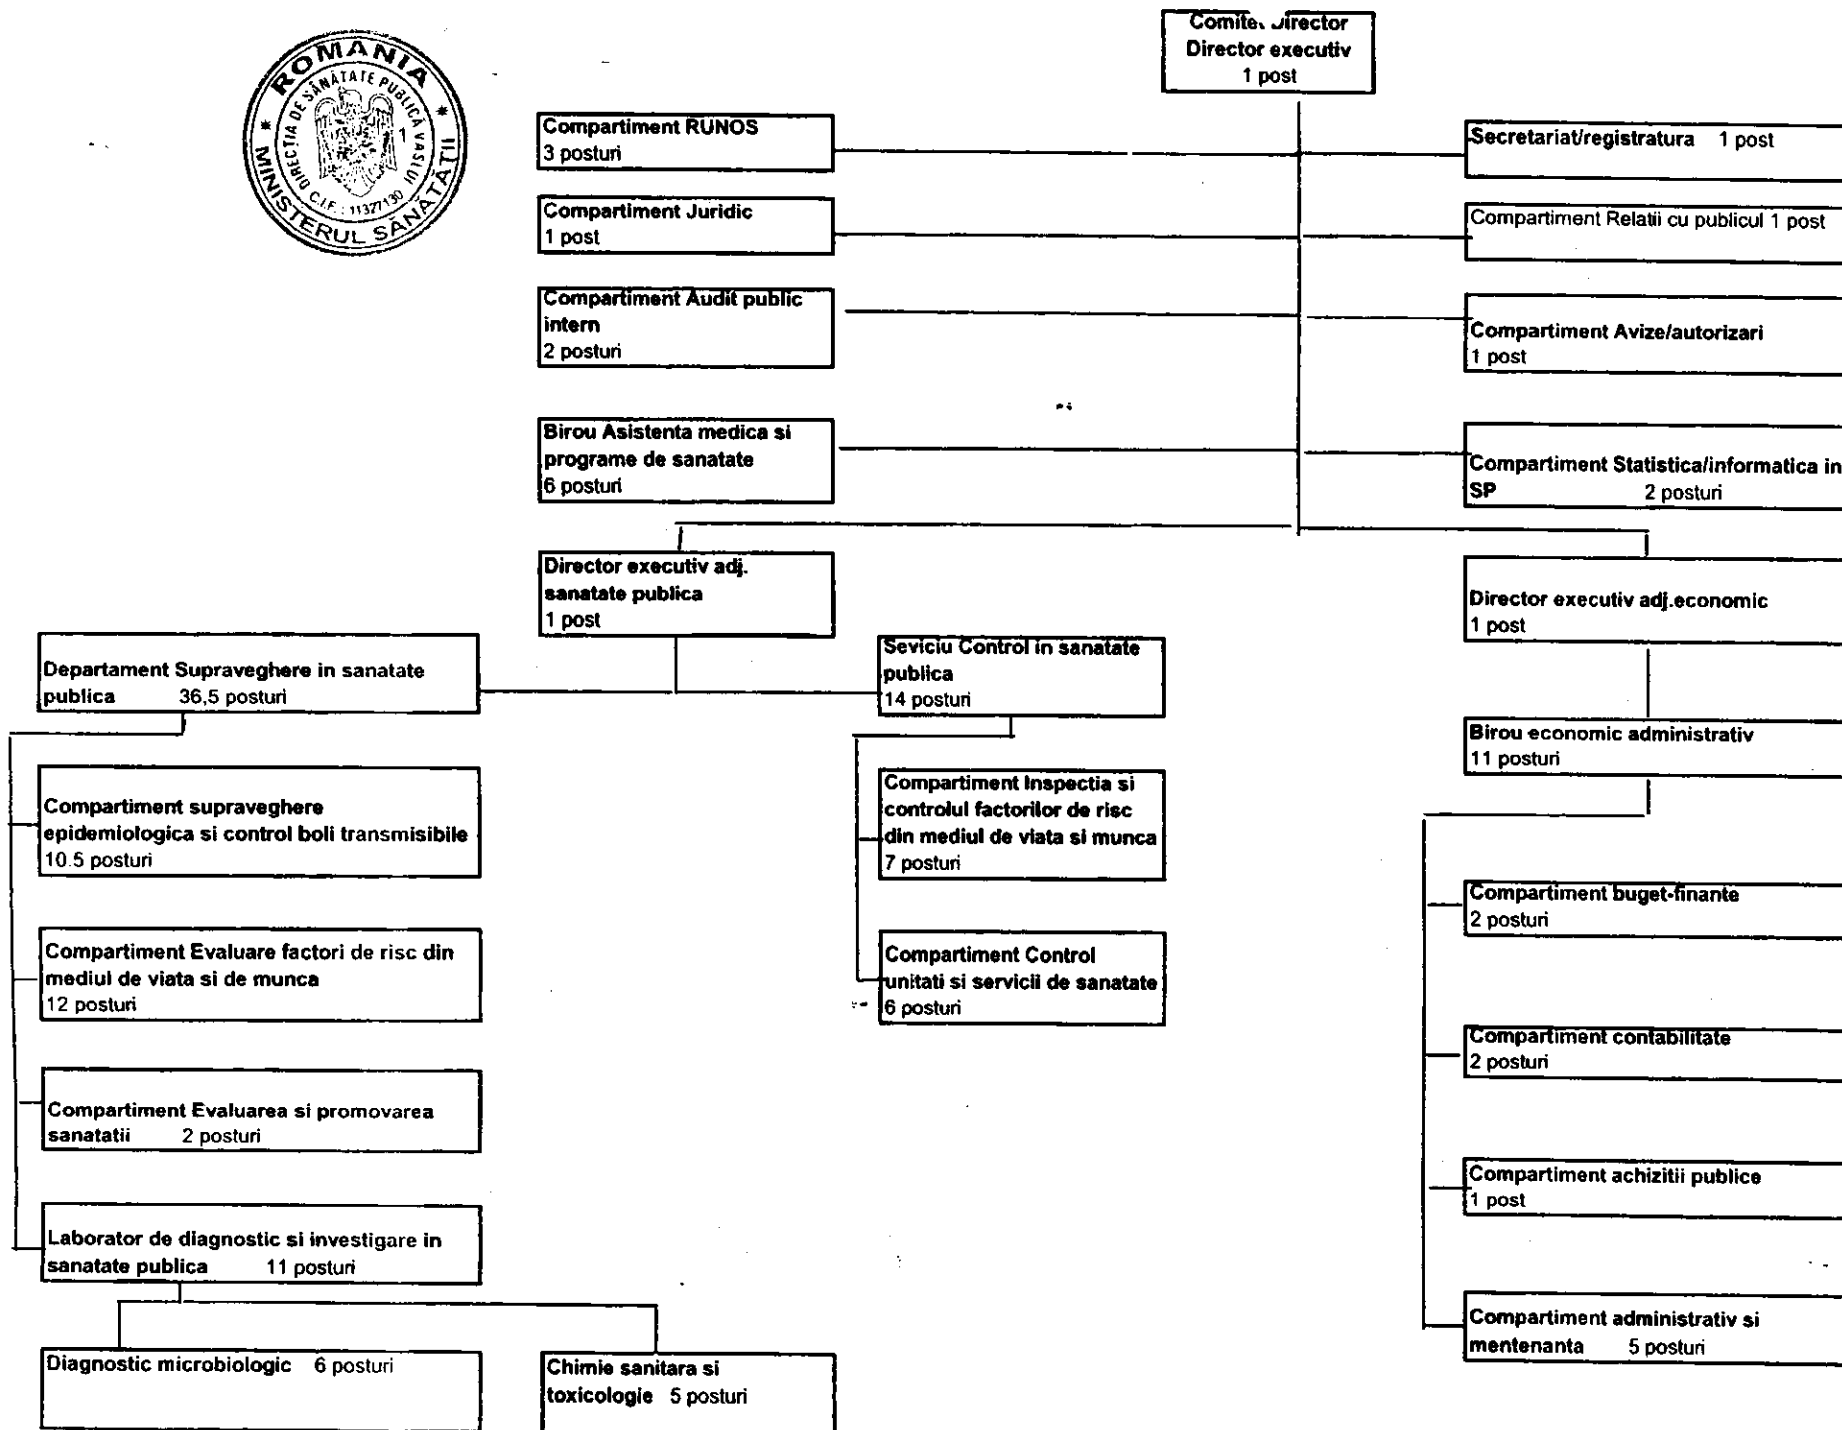 Director
Director executiv
1 post
ROMANIA
MINISTERUL SĂNĂTĂȚII
DIRECȚIA DE SĂNĂTATE PUBLICĂ VASLUI
C.I.F. : 11327130
Compartiment RUNOS
3 posturi
Secretariat/registratura 1 post
Compartiment Juridic
1 post
Compartiment Relatii cu publicul 1 post
Compartiment Audit public
intern
2 posturi
Compartiment Avize/autorizari
1 post
Birou Asistenta medica si
programe de sanatate
6 posturi
Compartiment Statistica/informatica in
SP 2 posturi
Director executiv adj.
sanatate publica
1 post
Director executiv adj.economic
1 post
Departament Supraveghere in sanatate
publica 36,5 posturi
Seviciu Control in sanatate
publica
14 posturi
Birou economic administrativ
11 posturi
Compartiment supraveghere
epidemiologica si control boli transmisibile
10.5 posturi
Compartiment Inspectia si
controlul factorilor de risc
din mediul de viata si munca
7 posturi
Compartiment buget-finante
2 posturi
Compartiment Evaluare factori de risc din
mediul de viata si de munca
12 posturi
Compartiment Control
unitati si servicii de sanatate
6 posturi
Compartiment contabilitate
2 posturi
Compartiment Evaluarea si promovarea
sanatatii 2 posturi
Compartiment achizitii publice
1 post
Laborator de diagnostic si investigare in
sanatate publica 11 posturi
Compartiment administrativ si
mentenanta 5 posturi
Diagnostic microbiologic 6 posturi
Chimie sanitara si
toxicologie 5 posturi